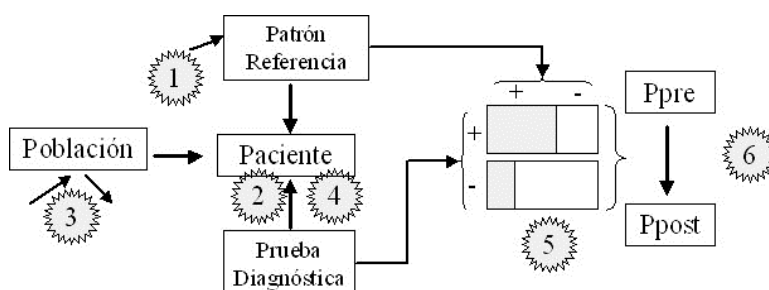 Patrón
Referencia
1
+ -
Ppre
+
Población
Paciente
6
2 4
-
3
5
Ppost
Prueba
Diagnóstica